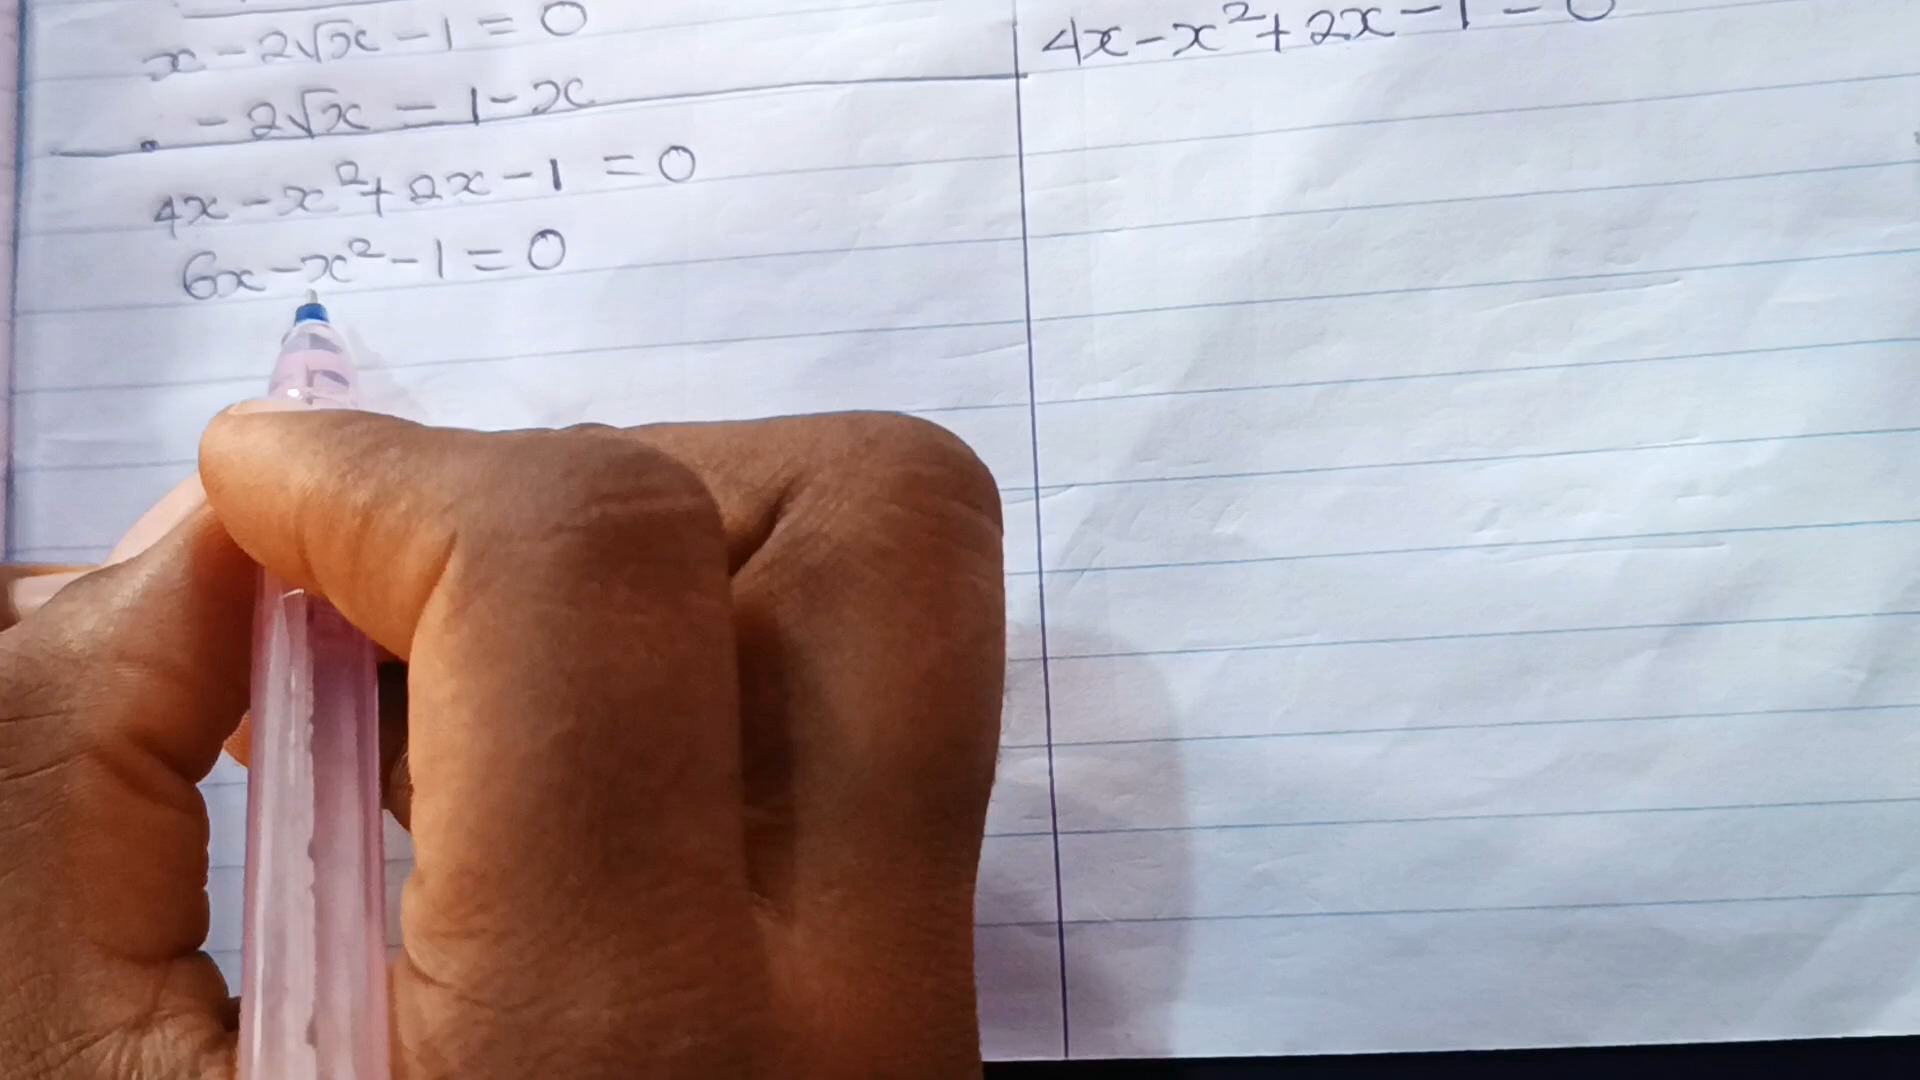 x - 2√x - 1 = 0
- 2√x = 1 - x
4x - x² + 2x - 1 = 0
6x - x² - 1 = 0
4x - x² + 2x - 1 = 0